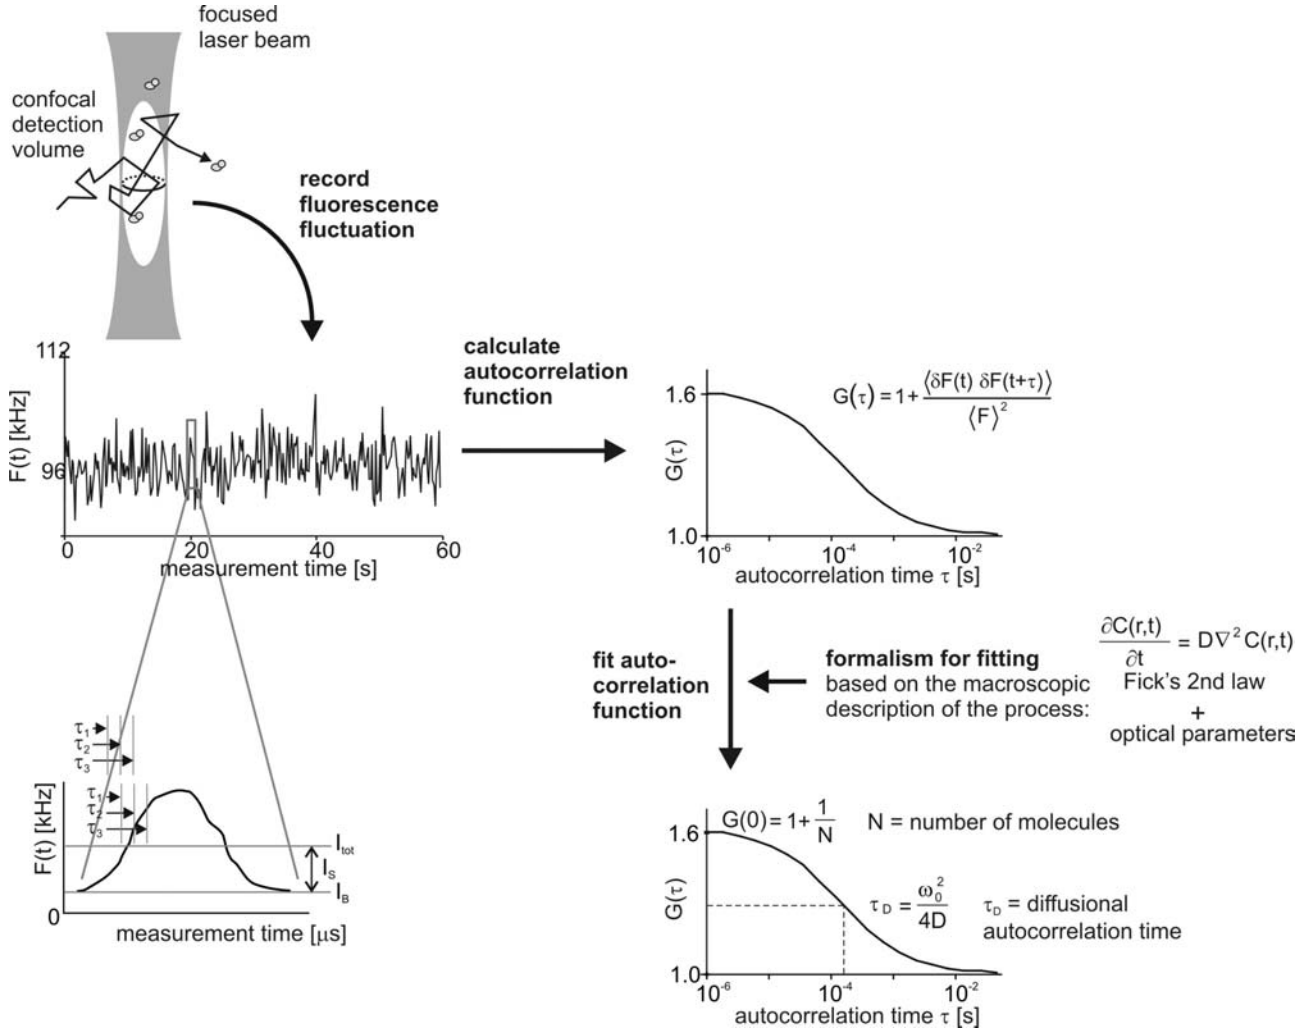 focused
laser beam
confocal
detection
volume
record
fluorescence
fluctuation
112
96
F(t) [kHz]
0
20
40
60
measurement time [s]
calculate
autocorrelation
function
1.6
1.0
G(τ)
G(τ) = 1 + ⟨δF(t) δF(t+τ)⟩ / ⟨F⟩²
10⁻⁶
10⁻⁴
10⁻²
autocorrelation time τ [s]
fit auto-
correlation
function
formalism for fitting
based on the macroscopic
description of the process:
∂C(r,t) / ∂t = D∇² C(r,t)
Fick's 2nd law
+
optical parameters
τ₁
τ₂
τ₃
τ₁
τ₂
τ₃
F(t) [kHz]
0
I_tot
I_S
I_B
measurement time [μs]
1.6
1.0
G(τ)
G(0) = 1 + 1/N
N = number of molecules
τ_D = ω₀² / 4D
τ_D = diffusional
autocorrelation time
10⁻⁶
10⁻⁴
10⁻²
autocorrelation time τ [s]